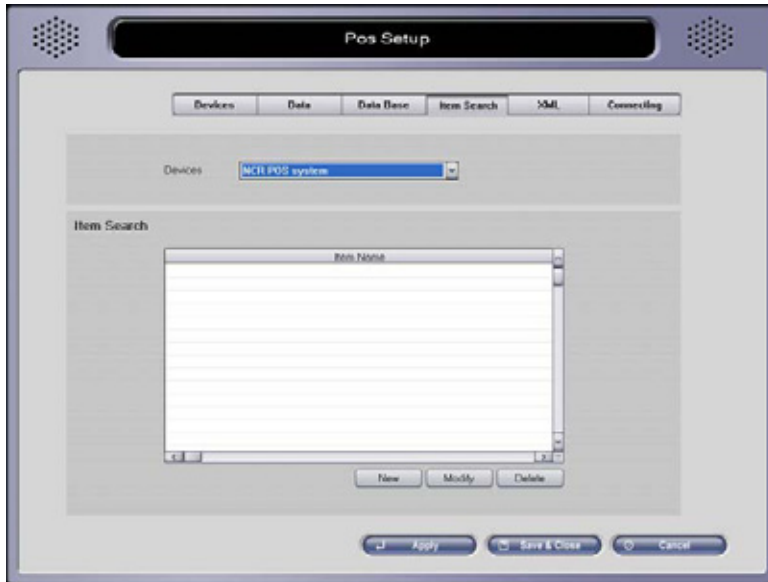 Pos Setup
Devices Data Data Base Item Search XML Connecting
Devices NCR POS system
Item Search
Item Name
New Modify Delete
Apply Save & Close Cancel